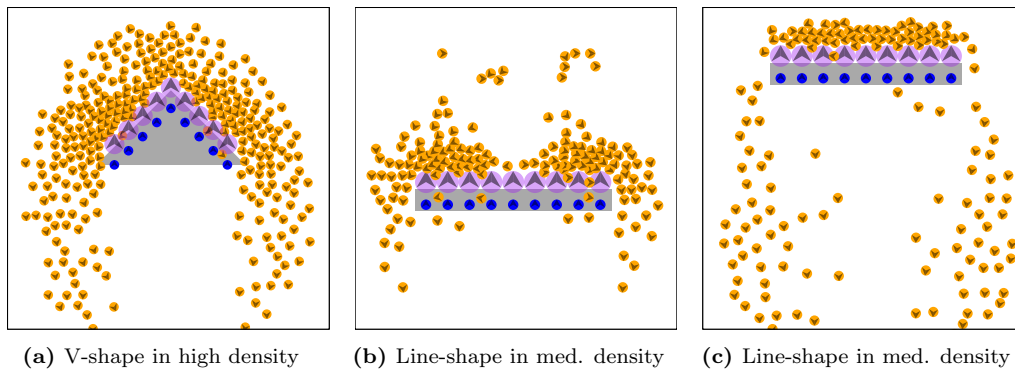 (a) V-shape in high density
(b) Line-shape in med. density
(c) Line-shape in med. density